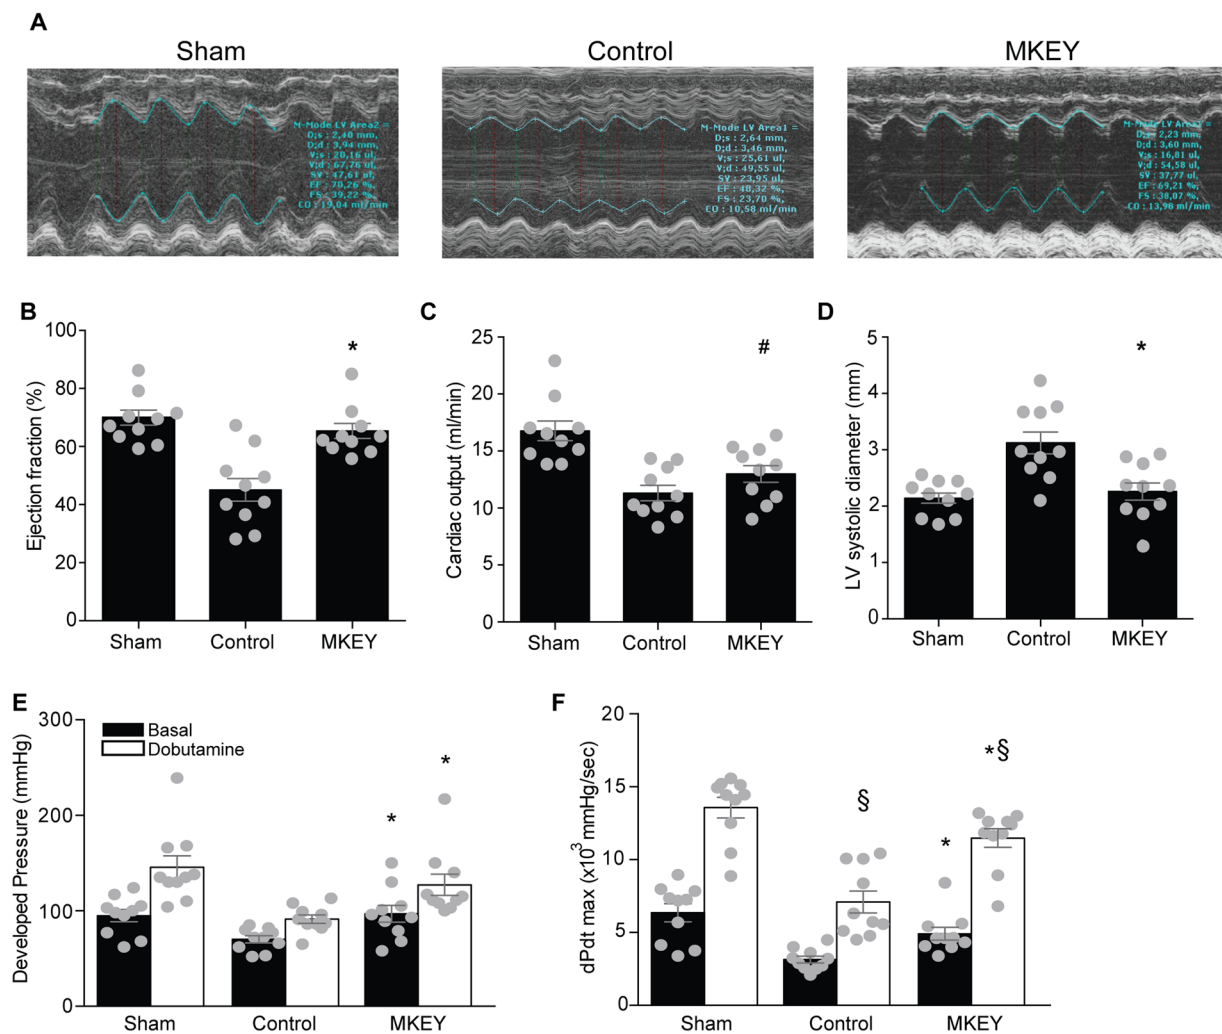 A
Sham
Control
MKEY
M-Mode LV Area2 =
D;s : 2,40 mm,
D;d : 3,94 mm,
V;s : 20,16 ul,
V;d : 67,76 ul,
SV : 47,61 ul,
EF : 70,26 %,
FS : 39,22 %,
CO : 19,04 ml/min
M-Mode LV Area1 =
D;s : 2,64 mm,
D;d : 3,46 mm,
V;s : 25,61 ul,
V;d : 49,55 ul,
SV : 23,95 ul,
EF : 48,32 %,
FS : 23,70 %,
CO : 10,58 ml/min
M-Mode LV Area1 =
D;s : 2,23 mm,
D;d : 3,60 mm,
V;s : 16,81 ul,
V;d : 54,58 ul,
SV : 37,77 ul,
EF : 69,21 %,
FS : 38,07 %,
CO : 13,98 ml/min
B
Ejection fraction (%)
100
80
60
40
20
0
*
Sham
Control
MKEY
C
Cardiac output (ml/min)
25
20
15
10
5
0
#
Sham
Control
MKEY
D
LV systolic diameter (mm)
5
4
3
2
1
0
*
Sham
Control
MKEY
E
Developed Pressure (mmHg)
300
200
100
0
Basal
Dobutamine
*
*
Sham
Control
MKEY
F
dPdt max (x10³ mmHg/sec)
20
15
10
5
0
§
*
*§
Sham
Control
MKEY